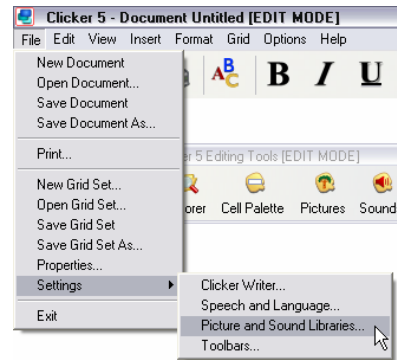 Clicker 5 - Document Untitled [EDIT MODE]
File Edit View Insert Format Grid Options Help
New Document
Open Document...
Save Document
Save Document As...
Print...
New Grid Set...
Open Grid Set...
Save Grid Set
Save Grid Set As...
Properties...
Settings
Exit
A B C B I U
er 5 Editing Tools [EDIT MODE]
orer Cell Palette Pictures Sound
Clicker Writer...
Speech and Language...
Picture and Sound Libraries...
Toolbars...